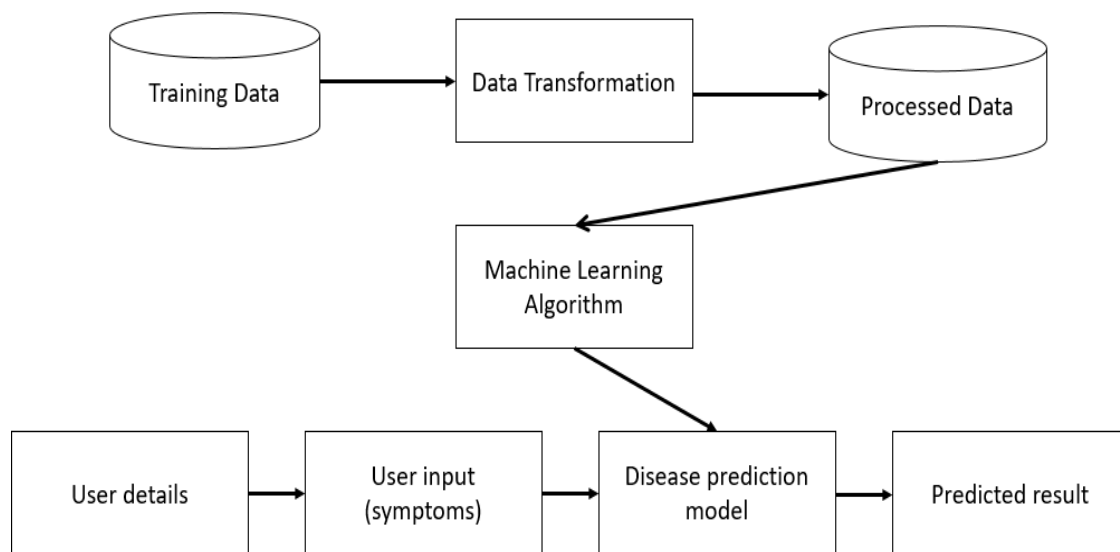 Training Data
Data Transformation
Processed Data
Machine Learning
Algorithm
User details
User input
(symptoms)
Disease prediction
model
Predicted result